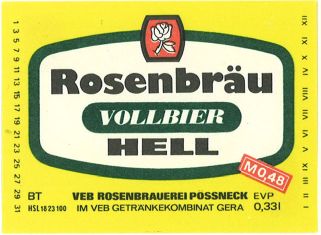 1 3 5 7 9 11 13 15 17 19 21 23 25 27 29 31
Rosenbräu
VOLLBIER
HELL
M 0,48
I II III IV V VI VII VIII IX X XI XII
BT
HSL 18 23 100
VEB ROSENBRAUEREI PÖSSNECK
IM VEB GETRÄNKEKOMBINAT GERA
EVP
0,33l